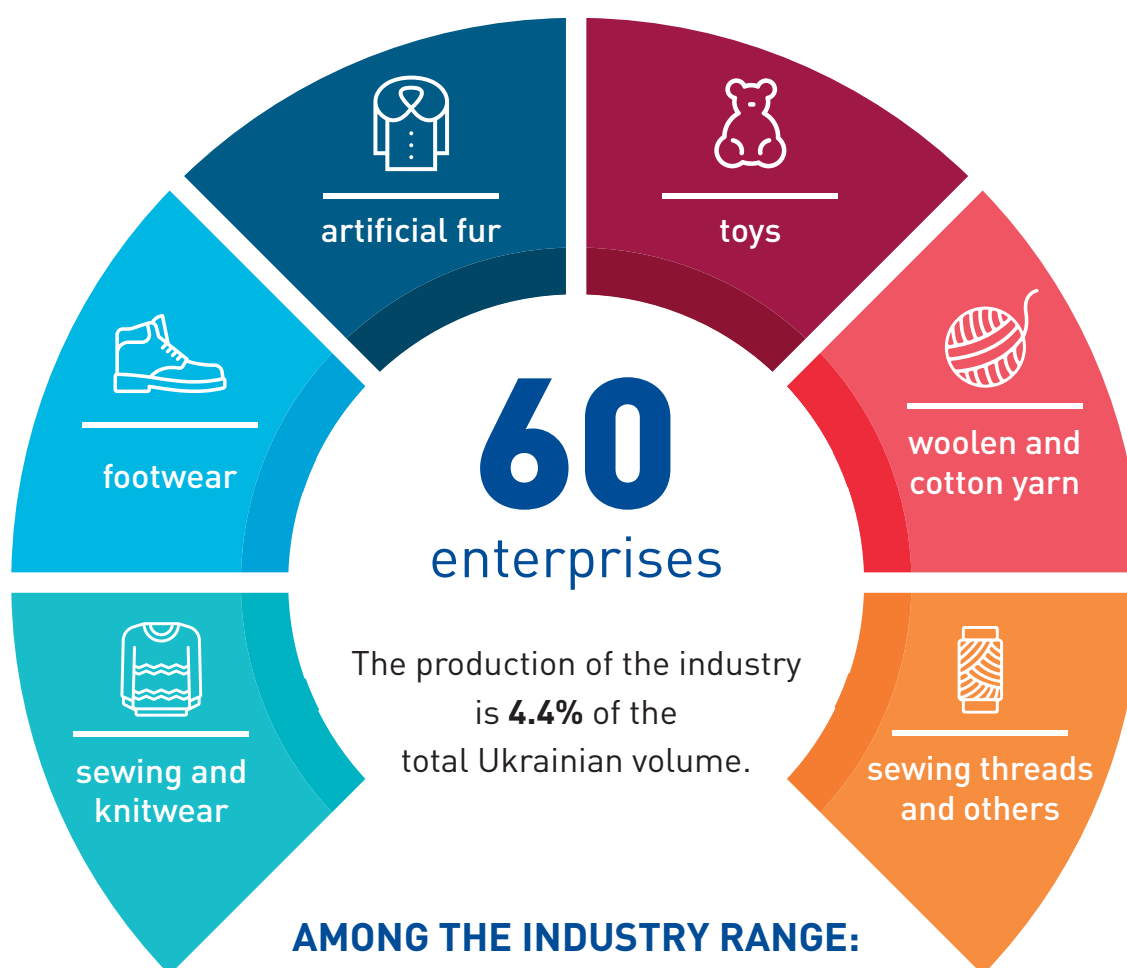 artificial fur
toys
footwear
woolen and
cotton yarn
60
enterprises
The production of the industry
is 4.4% of the
total Ukrainian volume.
sewing and
knitwear
sewing threads
and others
AMONG THE INDUSTRY RANGE: